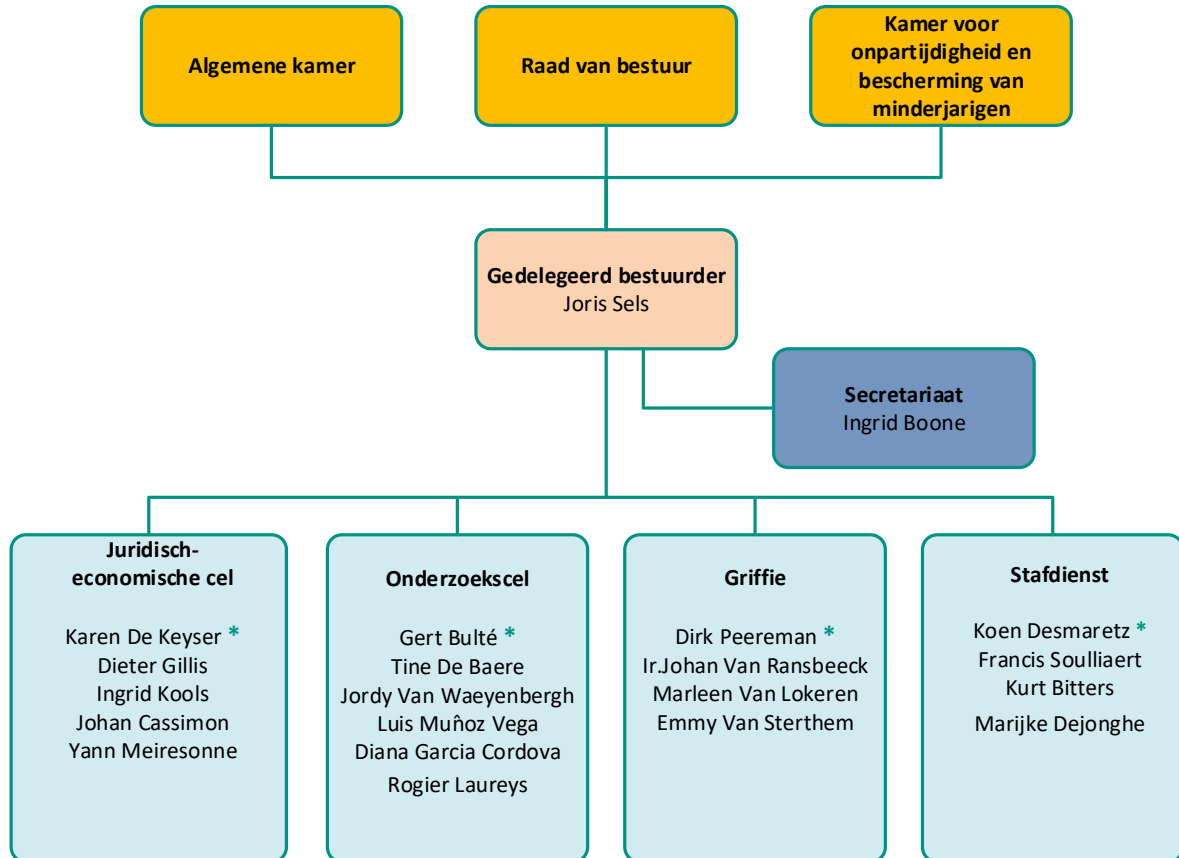 Algemene kamer
Raad van bestuur
Kamer voor
onpartijdigheid en
bescherming van
minderjarigen
Gedelegeerd bestuurder
Joris Sels
Secretariaat
Ingrid Boone
Juridisch-
economische cel
Karen De Keyser *
Dieter Gillis
Ingrid Kools
Johan Cassimon
Yann Meiresonne
Onderzoekscel
Gert Bulté *
Tine De Baere
Jordy Van Waeyenbergh
Luis Muñoz Vega
Diana Garcia Cordova
Rogier Laureys
Griffie
Dirk Peereman *
Ir.Johan Van Ransbeeck
Marleen Van Lokeren
Emmy Van Sterthem
Stafdienst
Koen Desmaretz *
Francis Soulliaert
Kurt Bitters
Marijke Dejonghe